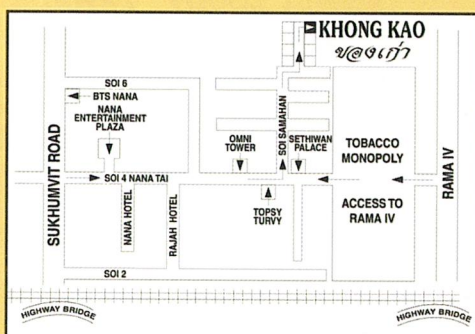 KHONG KAO
ของเก่า
SOI 6
BTS NANA
NANA
ENTERTAINMENT
PLAZA
OMNI
TOWER
SOI SAMAHAN
SETHIWAN
PALACE
TOBACCO
MONOPOLY
SUKHUMVIT ROAD
SOI 4 NANA TAI
NANA HOTEL
RAJAH HOTEL
TOPSY
TURVY
ACCESS TO
RAMA IV
RAMA IV
SOI 2
HIGHWAY BRIDGE
HIGHWAY BRIDGE